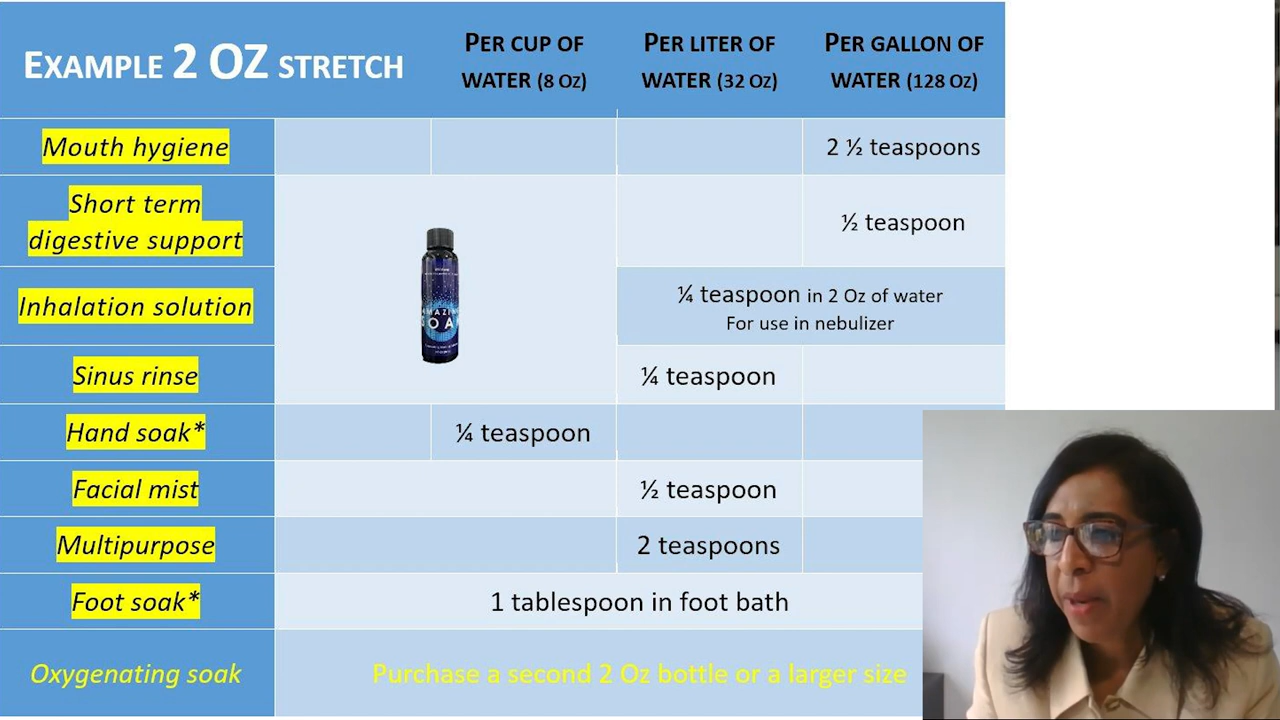 EXAMPLE 2 OZ STRETCH
PER CUP OF
WATER (8 OZ)
PER LITER OF
WATER (32 OZ)
PER GALLON OF
WATER (128 OZ)
Mouth hygiene
2 ½ teaspoons
Short term
digestive support
½ teaspoon
Inhalation solution
¼ teaspoon in 2 Oz of water
For use in nebulizer
Sinus rinse
¼ teaspoon
Hand soak*
¼ teaspoon
Facial mist
½ teaspoon
Multipurpose
2 teaspoons
Foot soak*
1 tablespoon in foot bath
Oxygenating soak
Purchase a second 2 Oz bottle or a larger size